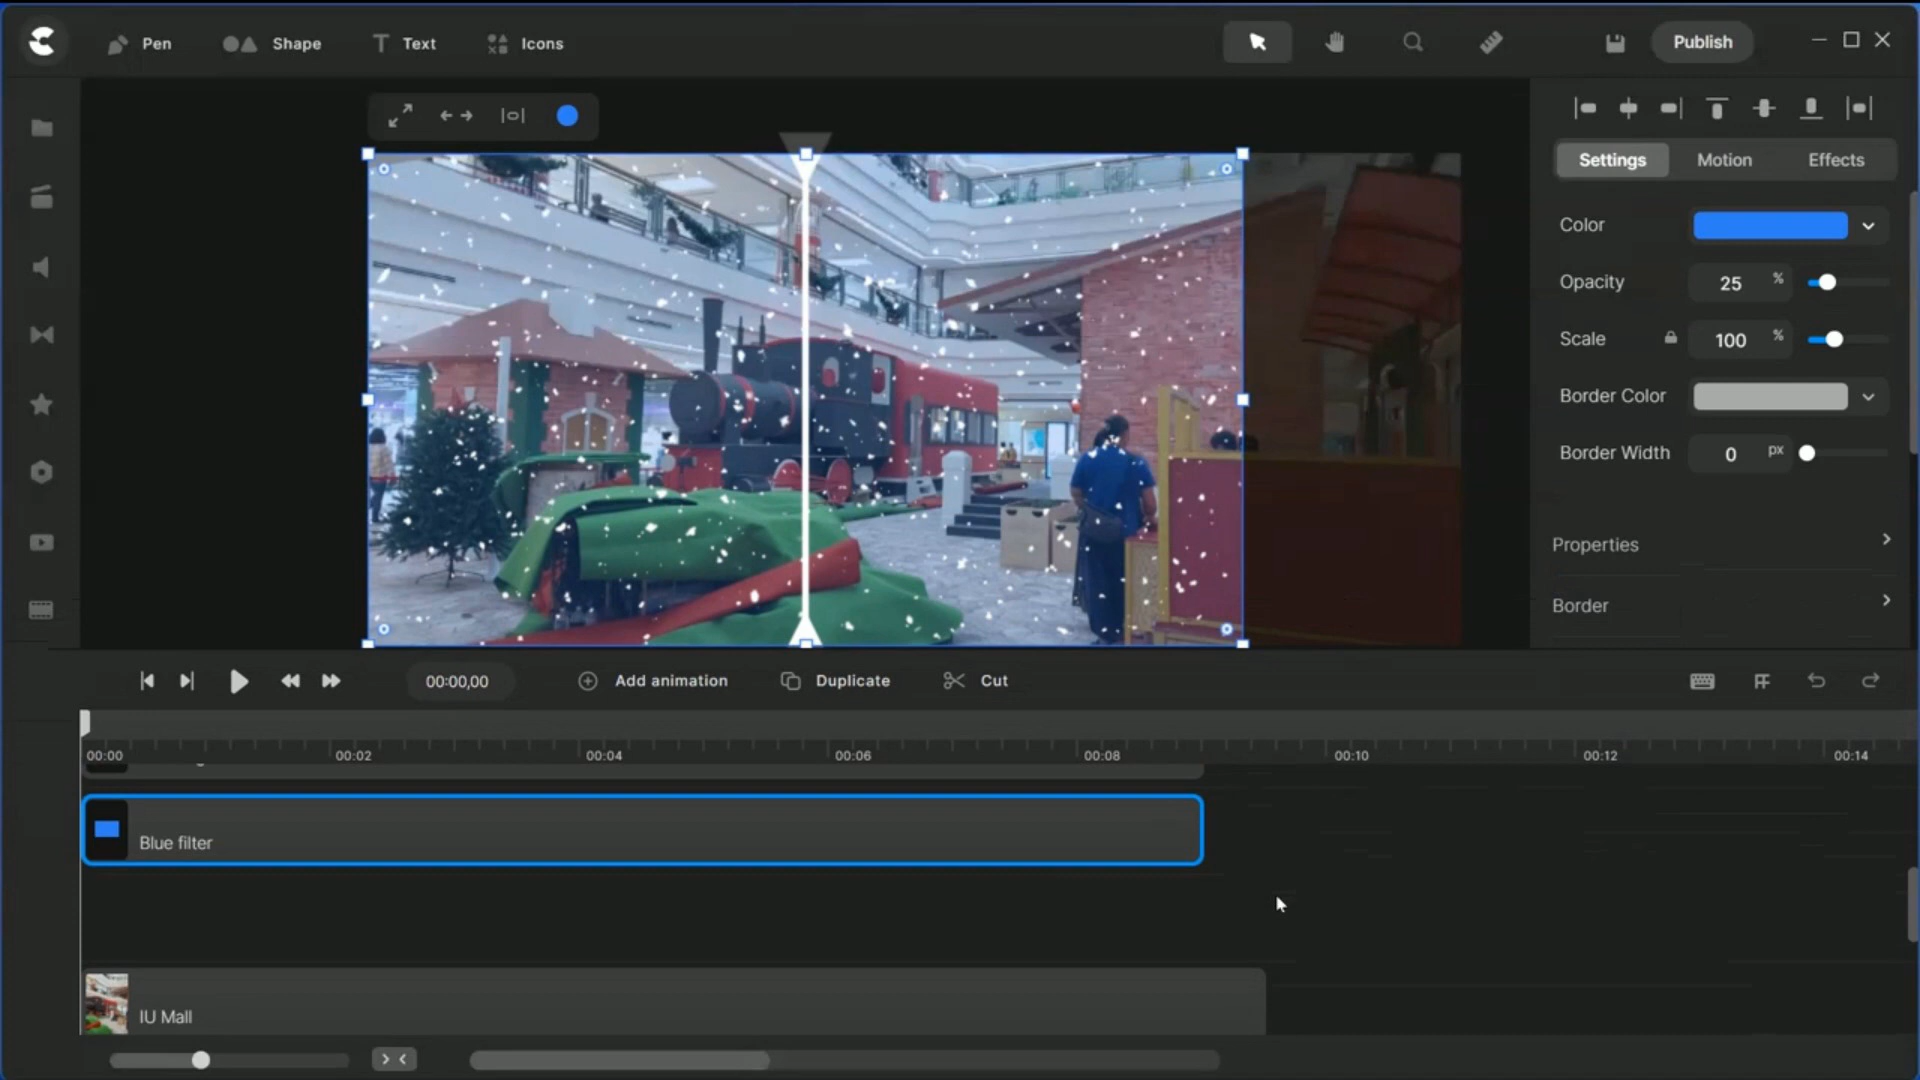 Pen Shape Text Icons Publish
Settings Motion Effects
Color
Opacity 25 %
Scale 100 %
Border Color
Border Width 0 px
Properties
Border
00:00,00 Add animation Duplicate Cut
00:00 00:02 00:04 00:06 00:08 00:10 00:12 00:14
Blue filter
IU Mall